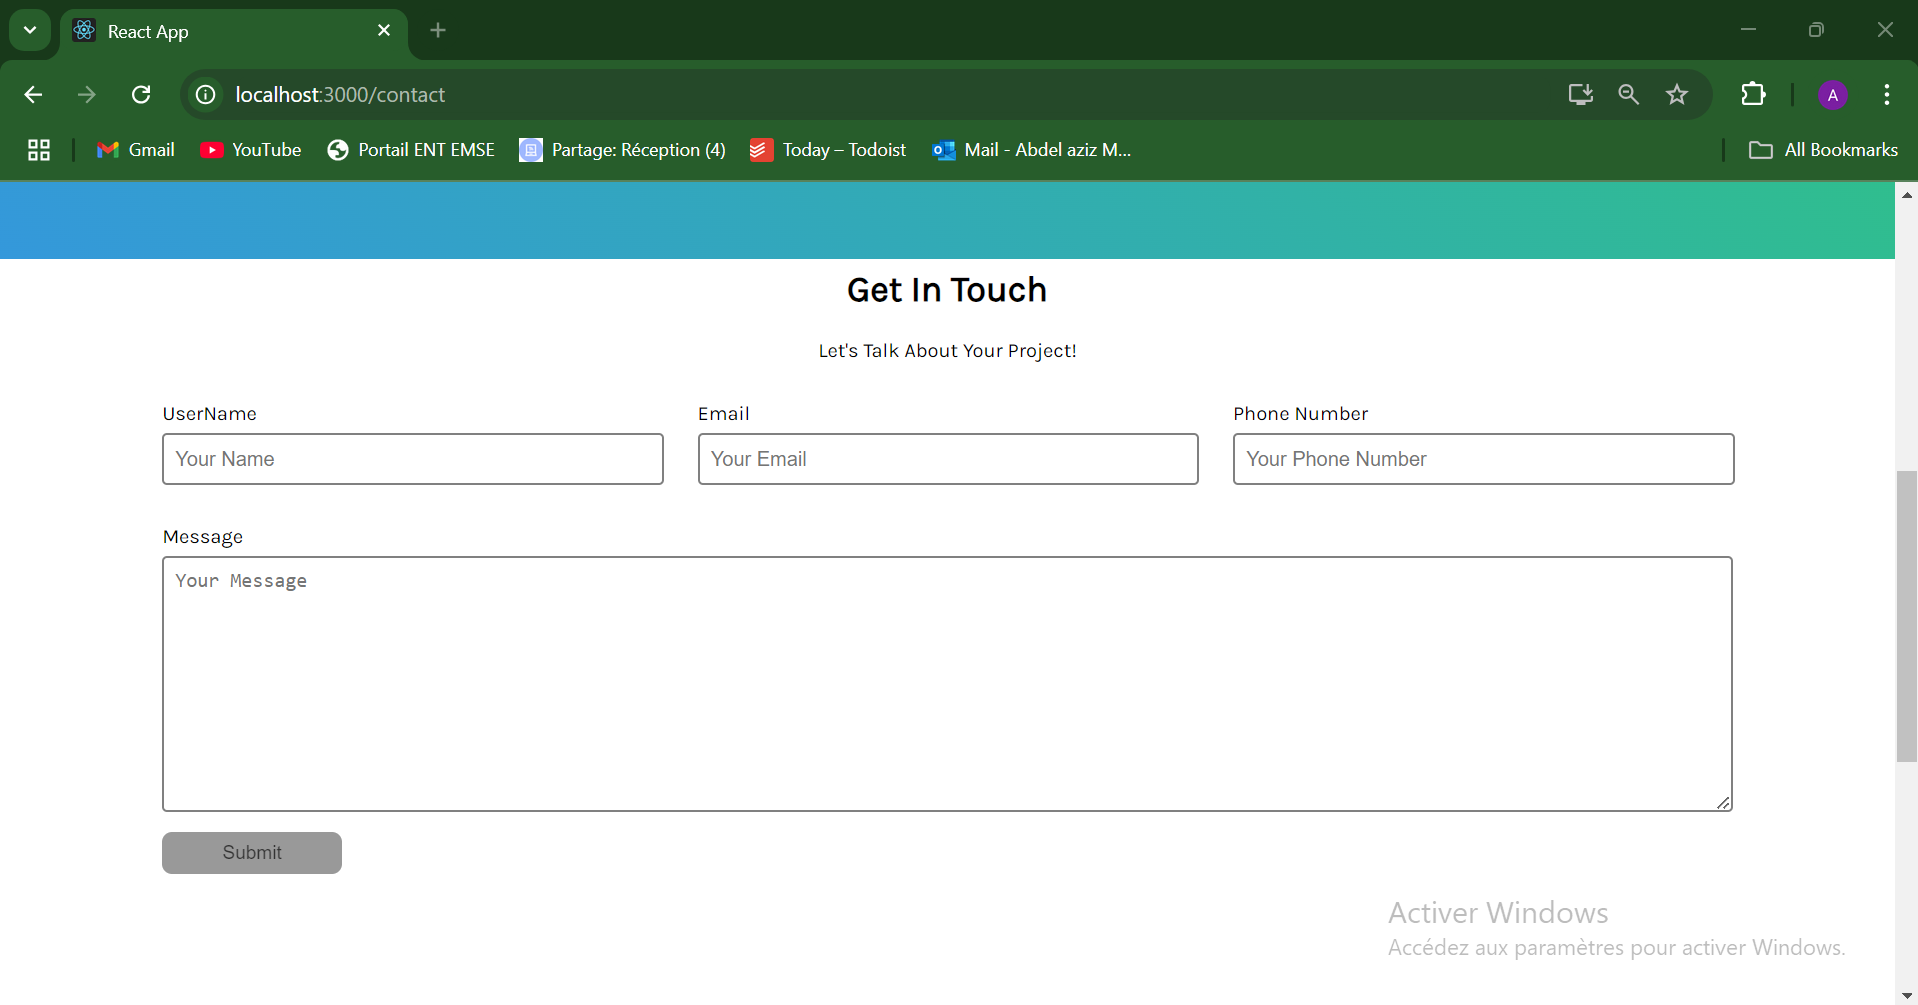 React App
localhost:3000/contact
A
Gmail YouTube Portail ENT EMSE Partage: Réception (4) Today – Todoist Mail - Abdel aziz M... All Bookmarks
Get In Touch
Let's Talk About Your Project!
UserName Email Phone Number
Your Name Your Email Your Phone Number
Message
Your Message
Submit
Activer Windows
Accédez aux paramètres pour activer Windows.